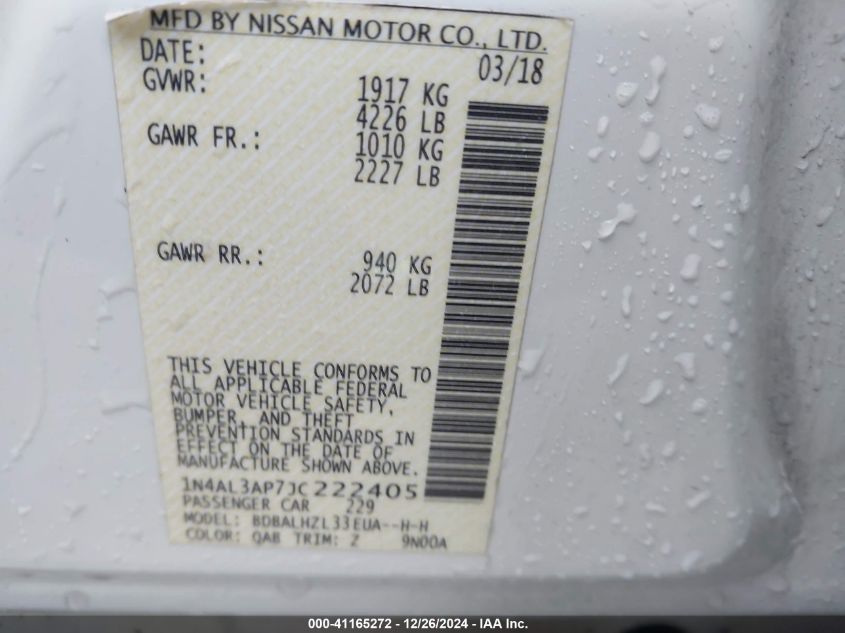 MFD BY NISSAN MOTOR CO., LTD.
DATE: 03/18
GVWR: 1917 KG
4226 LB
GAWR FR.: 1010 KG
2227 LB
GAWR RR.: 940 KG
2072 LB
THIS VEHICLE CONFORMS TO
ALL APPLICABLE FEDERAL
MOTOR VEHICLE SAFETY,
BUMPER, AND THEFT
PREVENTION STANDARDS IN
EFFECT ON THE DATE OF
MANUFACTURE SHOWN ABOVE.
1N4AL3AP7JC222405
PASSENGER CAR 229
MODEL: BDBALHZL33EUA--H-H
COLOR: QAB TRIM: Z 9N00A
000-41165272 - 12/26/2024 - IAA Inc.